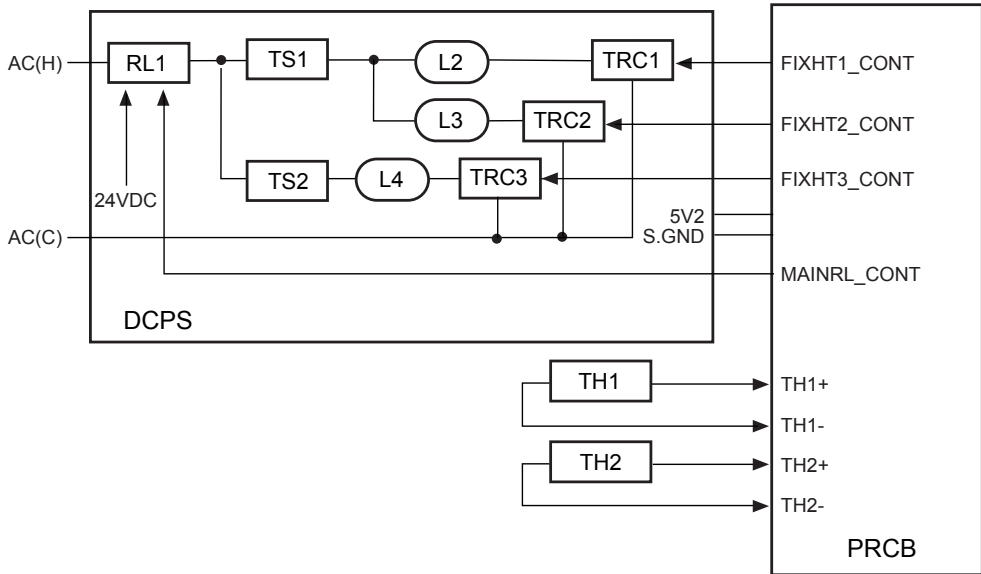 AC(H)
RL1
TS1
L2
TRC1
FIXHT1_CONT
L3
TRC2
FIXHT2_CONT
TS2
L4
TRC3
FIXHT3_CONT
24VDC
5V2
AC(C)
S.GND
MAINRL_CONT
DCPS
TH1
TH1+
TH1-
TH2
TH2+
TH2-
PRCB